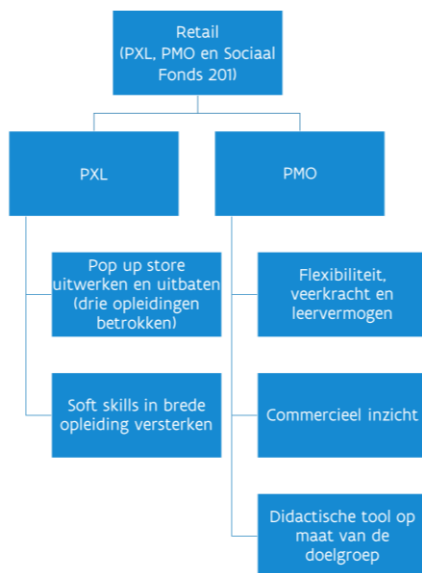 Retail
(PXL, PMO en Sociaal
Fonds 201)
PXL
PMO
Pop up store
uitwerken en uitbaten
(drie opleidingen
betrokken)
Soft skills in brede
opleiding versterken
Flexibiliteit,
veerkracht en
leervermogen
Commercieel inzicht
Didactische tool op
maat van de
doelgroep